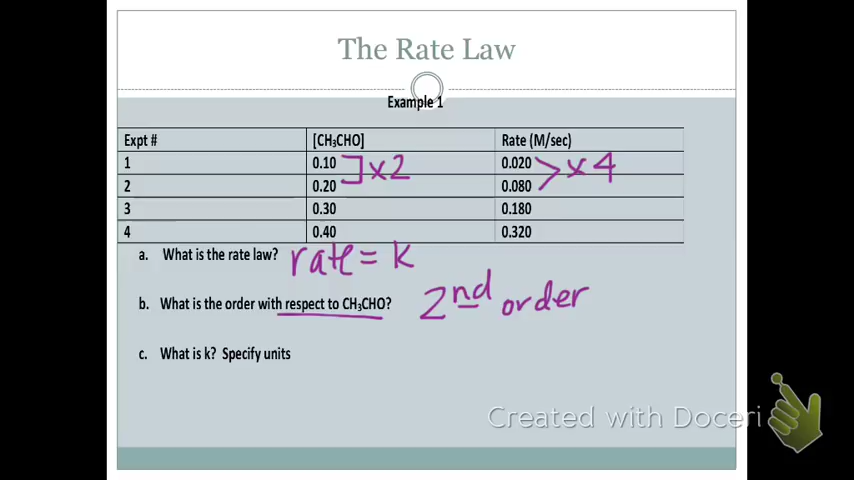 The Rate Law
Example 1
Expt # [CH₃CHO] Rate (M/sec)
1 0.10 0.020
x2 x4
2 0.20 0.080
3 0.30 0.180
4 0.40 0.320
a. What is the rate law? rate = k
b. What is the order with respect to CH₃CHO? 2nd order
c. What is k? Specify units
Created with Doceri